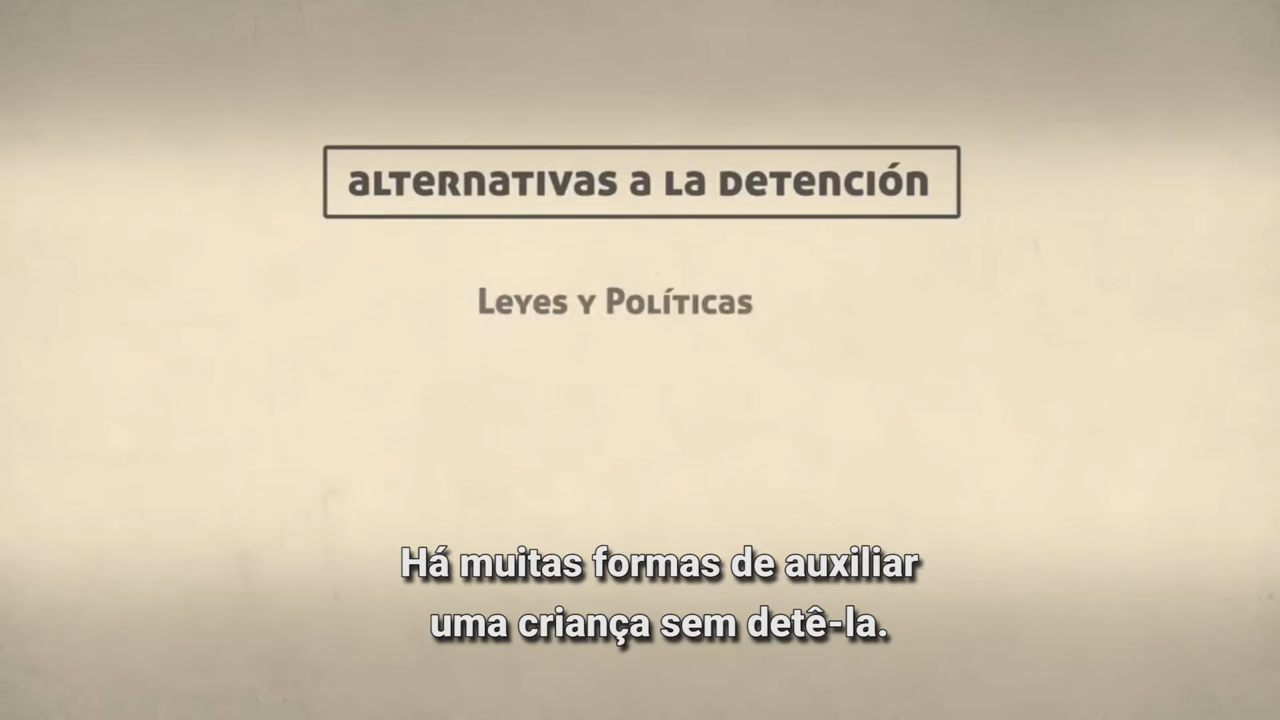 alternativas a la detención
Leyes y Políticas
Há muitas formas de auxiliar
uma criança sem detê-la.